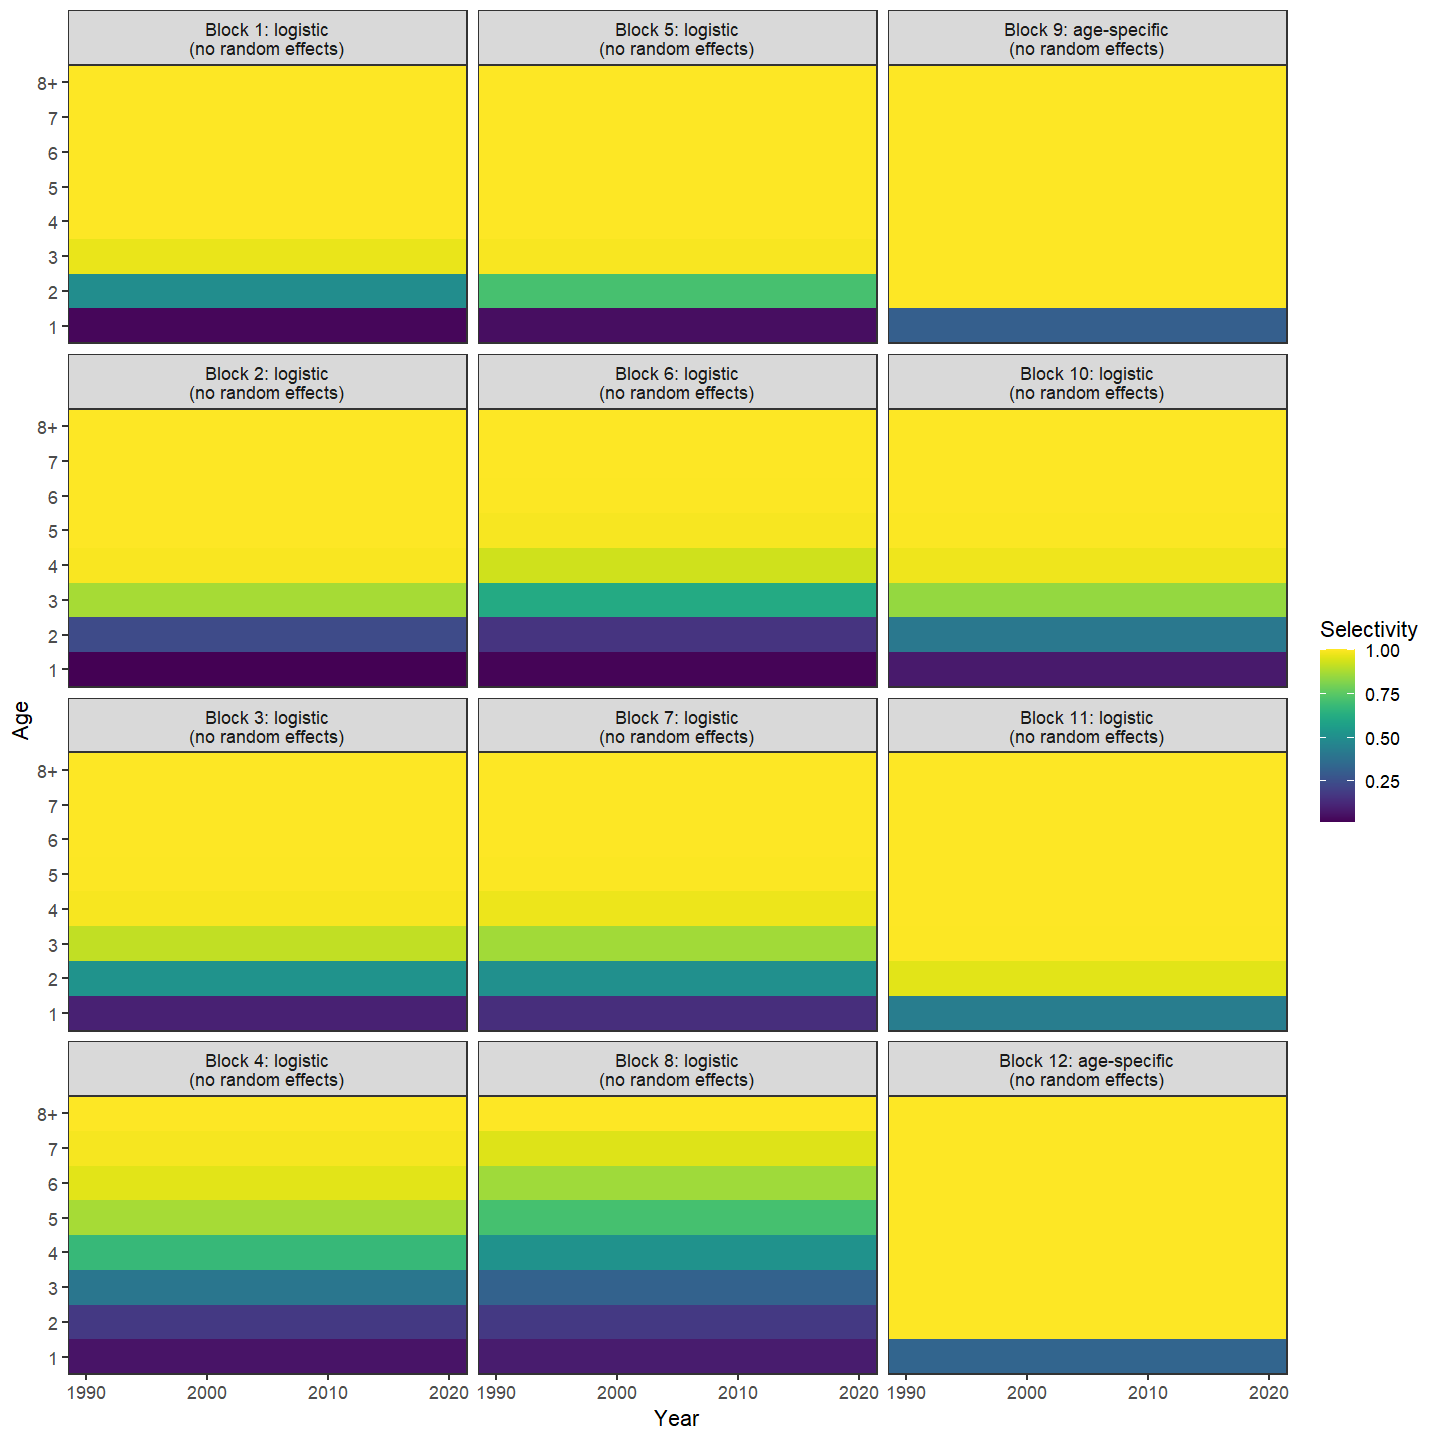 Block 1: logistic
(no random effects)
Block 5: logistic
(no random effects)
Block 9: age-specific
(no random effects)
8+
7
6
5
4
3
2
1
Block 2: logistic
(no random effects)
Block 6: logistic
(no random effects)
Block 10: logistic
(no random effects)
8+
7
6
5
4
3
2
1
Block 3: logistic
(no random effects)
Block 7: logistic
(no random effects)
Block 11: logistic
(no random effects)
8+
7
6
5
4
3
2
1
Block 4: logistic
(no random effects)
Block 8: logistic
(no random effects)
Block 12: age-specific
(no random effects)
8+
7
6
5
4
3
2
1
1990 2000 2010 2020
1990 2000 2010 2020
1990 2000 2010 2020
Year
Age
Selectivity
1.00
0.75
0.50
0.25